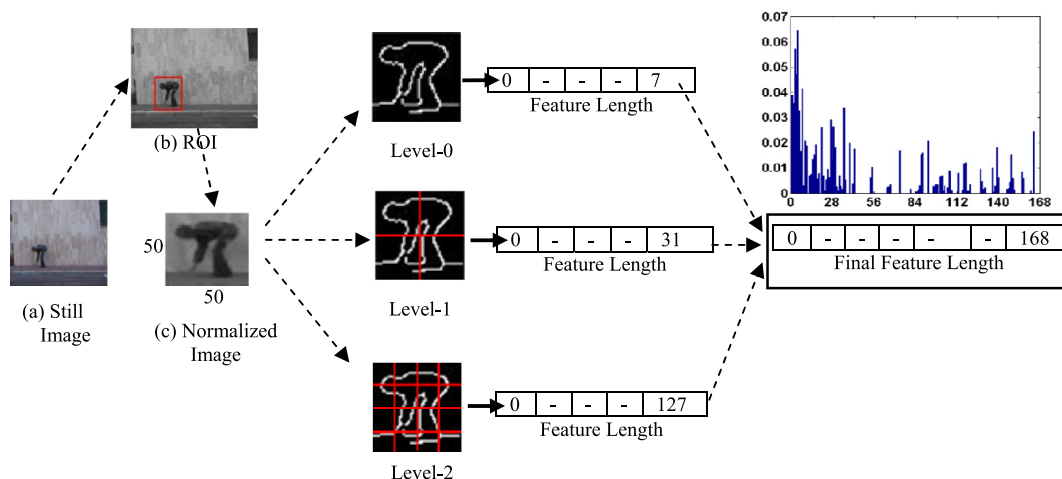 (b) ROI
(a) Still
Image
50
50
(c) Normalized
Image
Level-0
0 - - - 7
Feature Length
Level-1
0 - - - 31
Feature Length
Level-2
0 - - - 127
Feature Length
0.07
0.06
0.05
0.04
0.03
0.02
0.01
0
0 28 56 84 112 140 168
0 - - - - - 168
Final Feature Length